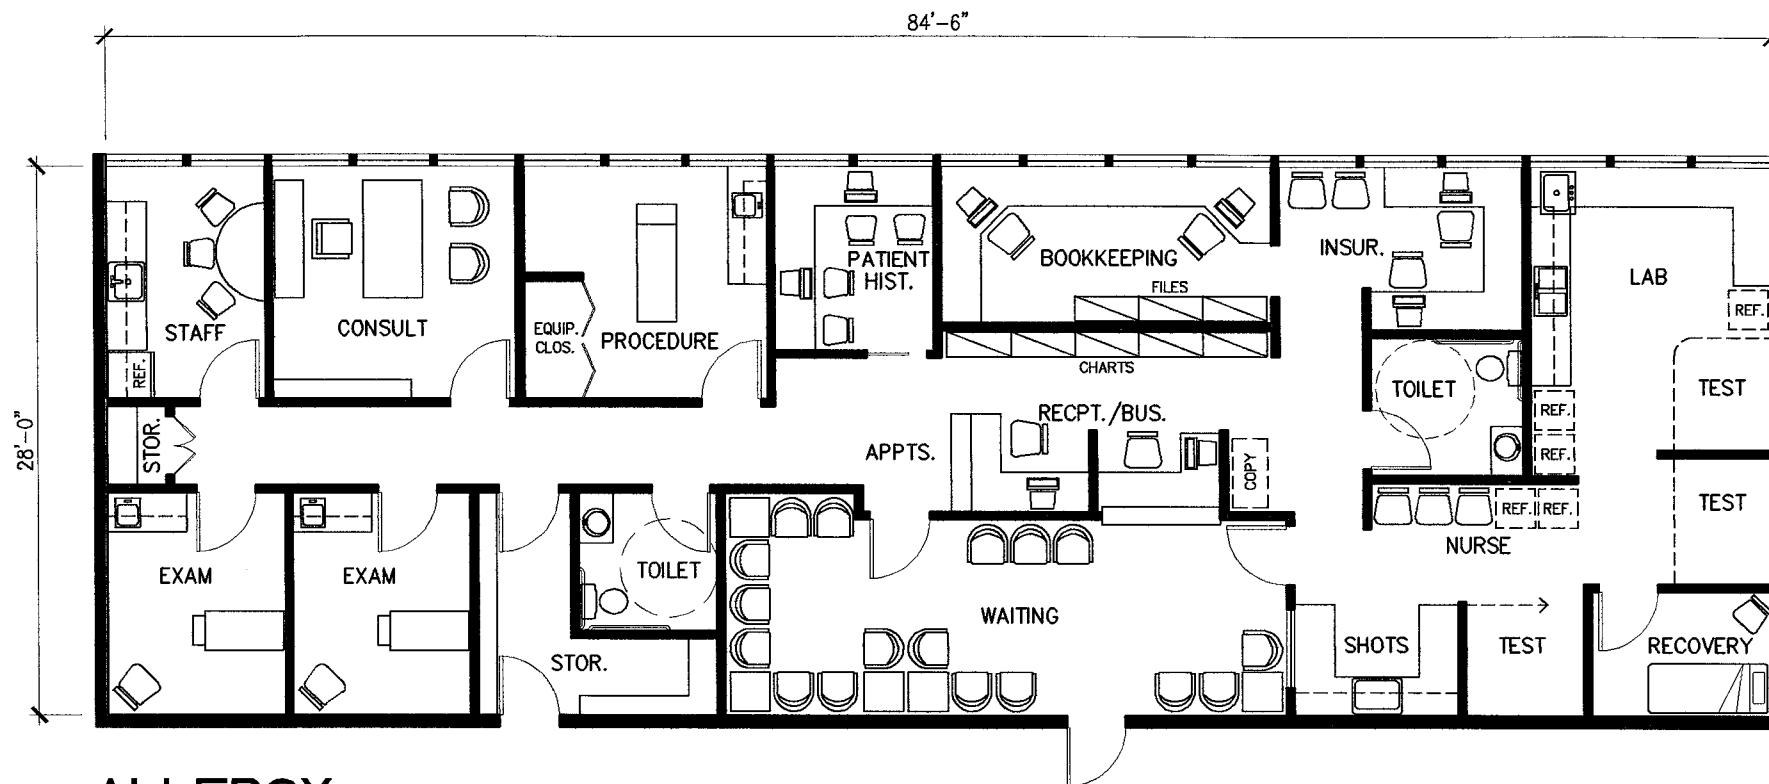 84'-6"
28'-0"
STAFF
REF.
CONSULT
EQUIP.
CLOS.
PROCEDURE
PATIENT
HIST.
BOOKKEEPING
FILES
INSUR.
LAB
REF.
CHARTS
TOILET
TEST
STOR.
APPTS.
RECPT./BUS.
COPY
REF.
REF.
TEST
REF.
REF.
NURSE
EXAM
EXAM
TOILET
STOR.
WAITING
SHOTS
TEST
RECOVERY